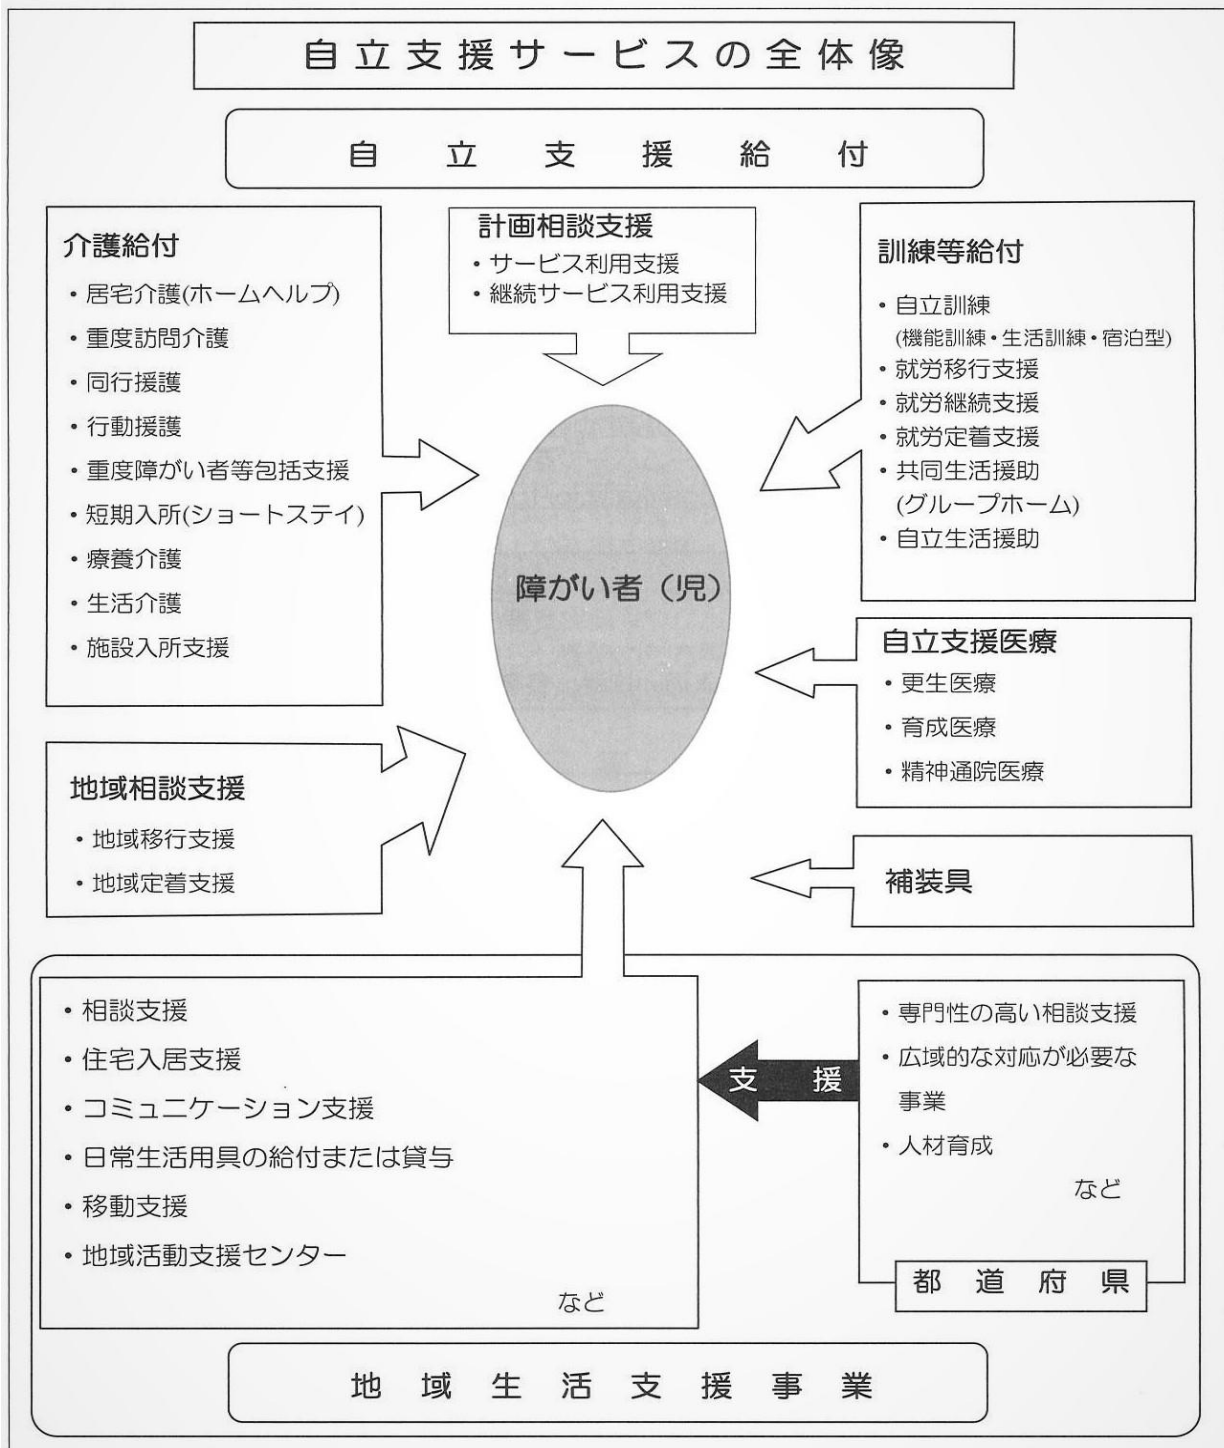 自立支援サービスの全体像
自立支援給付
介護給付
・居宅介護(ホームヘルプ)
・重度訪問介護
・同行援護
・行動援護
・重度障がい者等包括支援
・短期入所(ショートステイ)
・療養介護
・生活介護
・施設入所支援
計画相談支援
・サービス利用支援
・継続サービス利用支援
訓練等給付
・自立訓練
(機能訓練・生活訓練・宿泊型)
・就労移行支援
・就労継続支援
・就労定着支援
・共同生活援助
(グループホーム)
・自立生活援助
障がい者（児）
自立支援医療
・更生医療
・育成医療
・精神通院医療
地域相談支援
・地域移行支援
・地域定着支援
補装具
・相談支援
・住宅入居支援
・コミュニケーション支援
・日常生活用具の給付または貸与
・移動支援
・地域活動支援センター
など
支援
・専門性の高い相談支援
・広域的な対応が必要な
事業
・人材育成
など
都道府県
地域生活支援事業